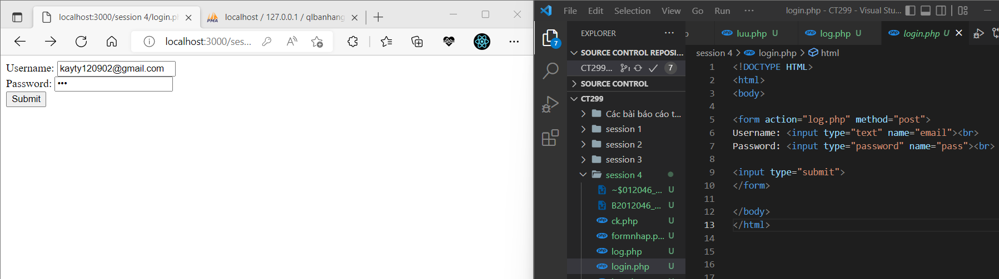 localhost:3000/session 4/login.p
localhost / 127.0.0.1 / qlbanhang
localhost:3000/ses...
Username: kayty120902@gmail.com
Password: •••
Submit
File Edit Selection View Go Run ··· login.php - CT299 - Visual Stu...
7
EXPLORER ···
SOURCE CONTROL REPOSI...
CT299... 7
SOURCE CONTROL
CT299
Các bài báo cáo t...
session 1
session 2
session 3
session 4
~$012046_... U
B2012046_... U
ck.php U
formnhap.p... U
log.php U
login.php U
luu.php U log.php U login.php U
session 4 > login.php > html
1 <!DOCTYPE HTML>
2 <html>
3 <body>
4
5 <form action="log.php" method="post">
6 Username: <input type="text" name="email"><br>
7 Password: <input type="password" name="pass"><br>
8
9 <input type="submit">
10 </form>
11
12 </body>
13 </html>
14
15
16
17